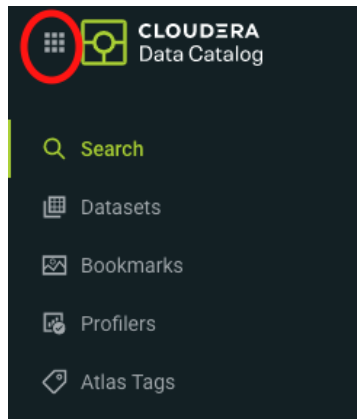 CLOUDERA
Data Catalog
Search
Datasets
Bookmarks
Profilers
Atlas Tags